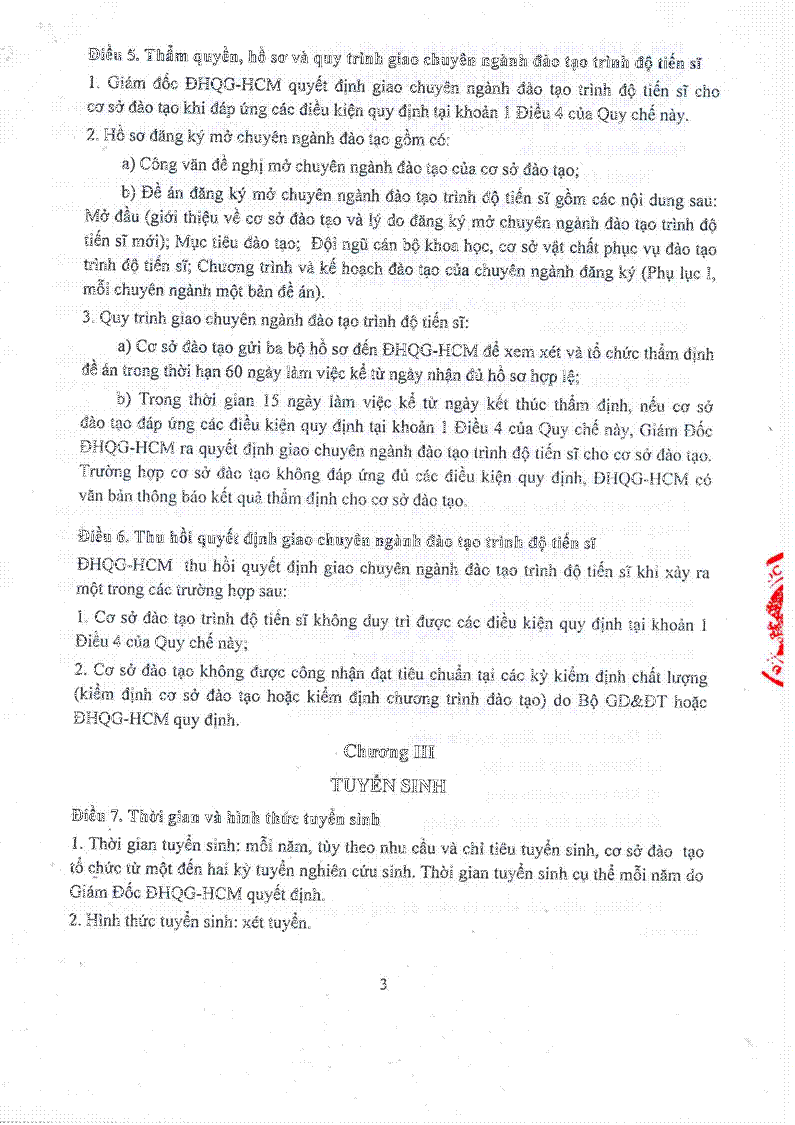 Điều 5. Thẩm quyền, hồ sơ và quy trình giao chuyên ngành đào tạo trình độ tiến sĩ
1. Giám đốc ĐHQG-HCM quyết định giao chuyên ngành đào tạo trình độ tiến sĩ cho
cơ sở đào tạo khi đáp ứng các điều kiện quy định tại khoản 1 Điều 4 của Quy chế này.
2. Hồ sơ đăng ký mở chuyên ngành đào tạo gồm có:
a) Công văn đề nghị mở chuyên ngành đào tạo của cơ sở đào tạo;
b) Đề án đăng ký mở chuyên ngành đào tạo trình độ tiến sĩ gồm các nội dung sau:
Mở đầu (giới thiệu về cơ sở đào tạo và lý do đăng ký mở chuyên ngành đào tạo trình độ
tiến sĩ mới); Mục tiêu đào tạo; Đội ngũ cán bộ khoa học, cơ sở vật chất phục vụ đào tạo
trình độ tiến sĩ; Chương trình và kế hoạch đào tạo của chuyên ngành đăng ký (Phụ lục I,
mỗi chuyên ngành một bản đề án).
3. Quy trình giao chuyên ngành đào tạo trình độ tiến sĩ:
a) Cơ sở đào tạo gửi ba bộ hồ sơ đến ĐHQG-HCM để xem xét và tổ chức thẩm định
đề án trong thời hạn 60 ngày làm việc kể từ ngày nhận đủ hồ sơ hợp lệ;
b) Trong thời gian 15 ngày làm việc kể từ ngày kết thúc thẩm định, nếu cơ sở
đào tạo đáp ứng các điều kiện quy định tại khoản 1 Điều 4 của Quy chế này, Giám Đốc
ĐHQG-HCM ra quyết định giao chuyên ngành đào tạo trình độ tiến sĩ cho cơ sở đào tạo.
Trường hợp cơ sở đào tạo không đáp ứng đủ các điều kiện quy định, ĐHQG-HCM có
văn bản thông báo kết quả thẩm định cho cơ sở đào tạo.
Điều 6. Thu hồi quyết định giao chuyên ngành đào tạo trình độ tiến sĩ
ĐHQG-HCM thu hồi quyết định giao chuyên ngành đào tạo trình độ tiến sĩ khi xảy ra
một trong các trường hợp sau:
1. Cơ sở đào tạo trình độ tiến sĩ không duy trì được các điều kiện quy định tại khoản 1
Điều 4 của Quy chế này;
2. Cơ sở đào tạo không được công nhận đạt tiêu chuẩn tại các kỳ kiểm định chất lượng
(kiểm định cơ sở đào tạo hoặc kiểm định chương trình đào tạo) do Bộ GD&ĐT hoặc
ĐHQG-HCM quy định.
Chương III
TUYỂN SINH
Điều 7. Thời gian và hình thức tuyển sinh
1. Thời gian tuyển sinh: mỗi năm, tùy theo nhu cầu và chỉ tiêu tuyển sinh, cơ sở đào tạo
tổ chức từ một đến hai kỳ tuyển nghiên cứu sinh. Thời gian tuyển sinh cụ thể mỗi năm do
Giám Đốc ĐHQG-HCM quyết định.
2. Hình thức tuyển sinh: xét tuyển.
3